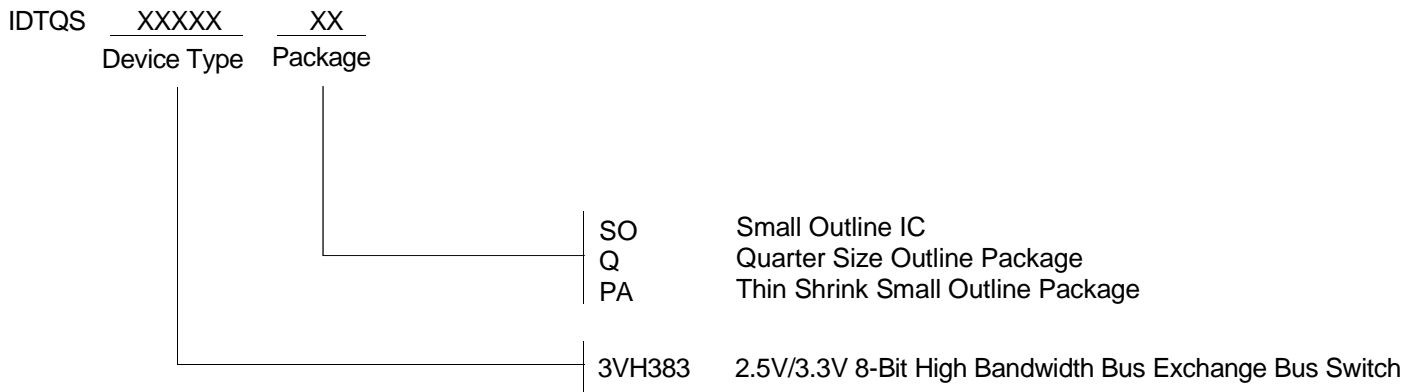 IDTQS XXXXX XX
Device Type Package
SO Small Outline IC
Q Quarter Size Outline Package
PA Thin Shrink Small Outline Package
3VH383 2.5V/3.3V 8-Bit High Bandwidth Bus Exchange Bus Switch